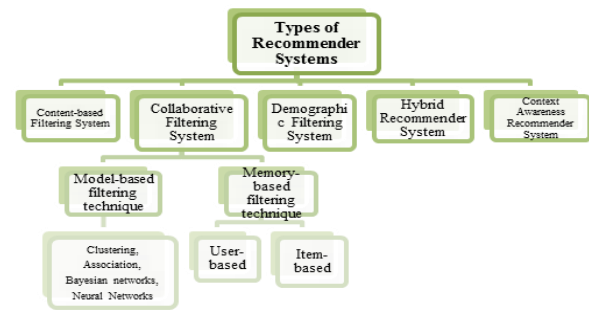 Types of
Recommender
Systems
Content-based
Filtering System
Collaborative
Filtering
System
Demographi
c Filtering
System
Hybrid
Recommender
System
Context
Awareness
Recommender
System
Model-based
filtering
technique
Memory-
based
filtering
technique
Clustering,
Association,
Bayesian networks,
Neural Networks
User-
based
Item-
based